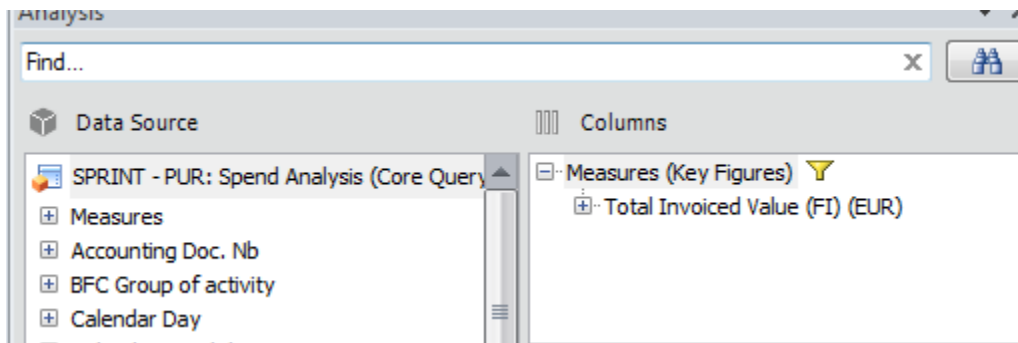 Analysis
Find...
Data Source
Columns
SPRINT - PUR: Spend Analysis (Core Query
Measures
Accounting Doc. Nb
BFC Group of activity
Calendar Day
Measures (Key Figures)
Total Invoiced Value (FI) (EUR)